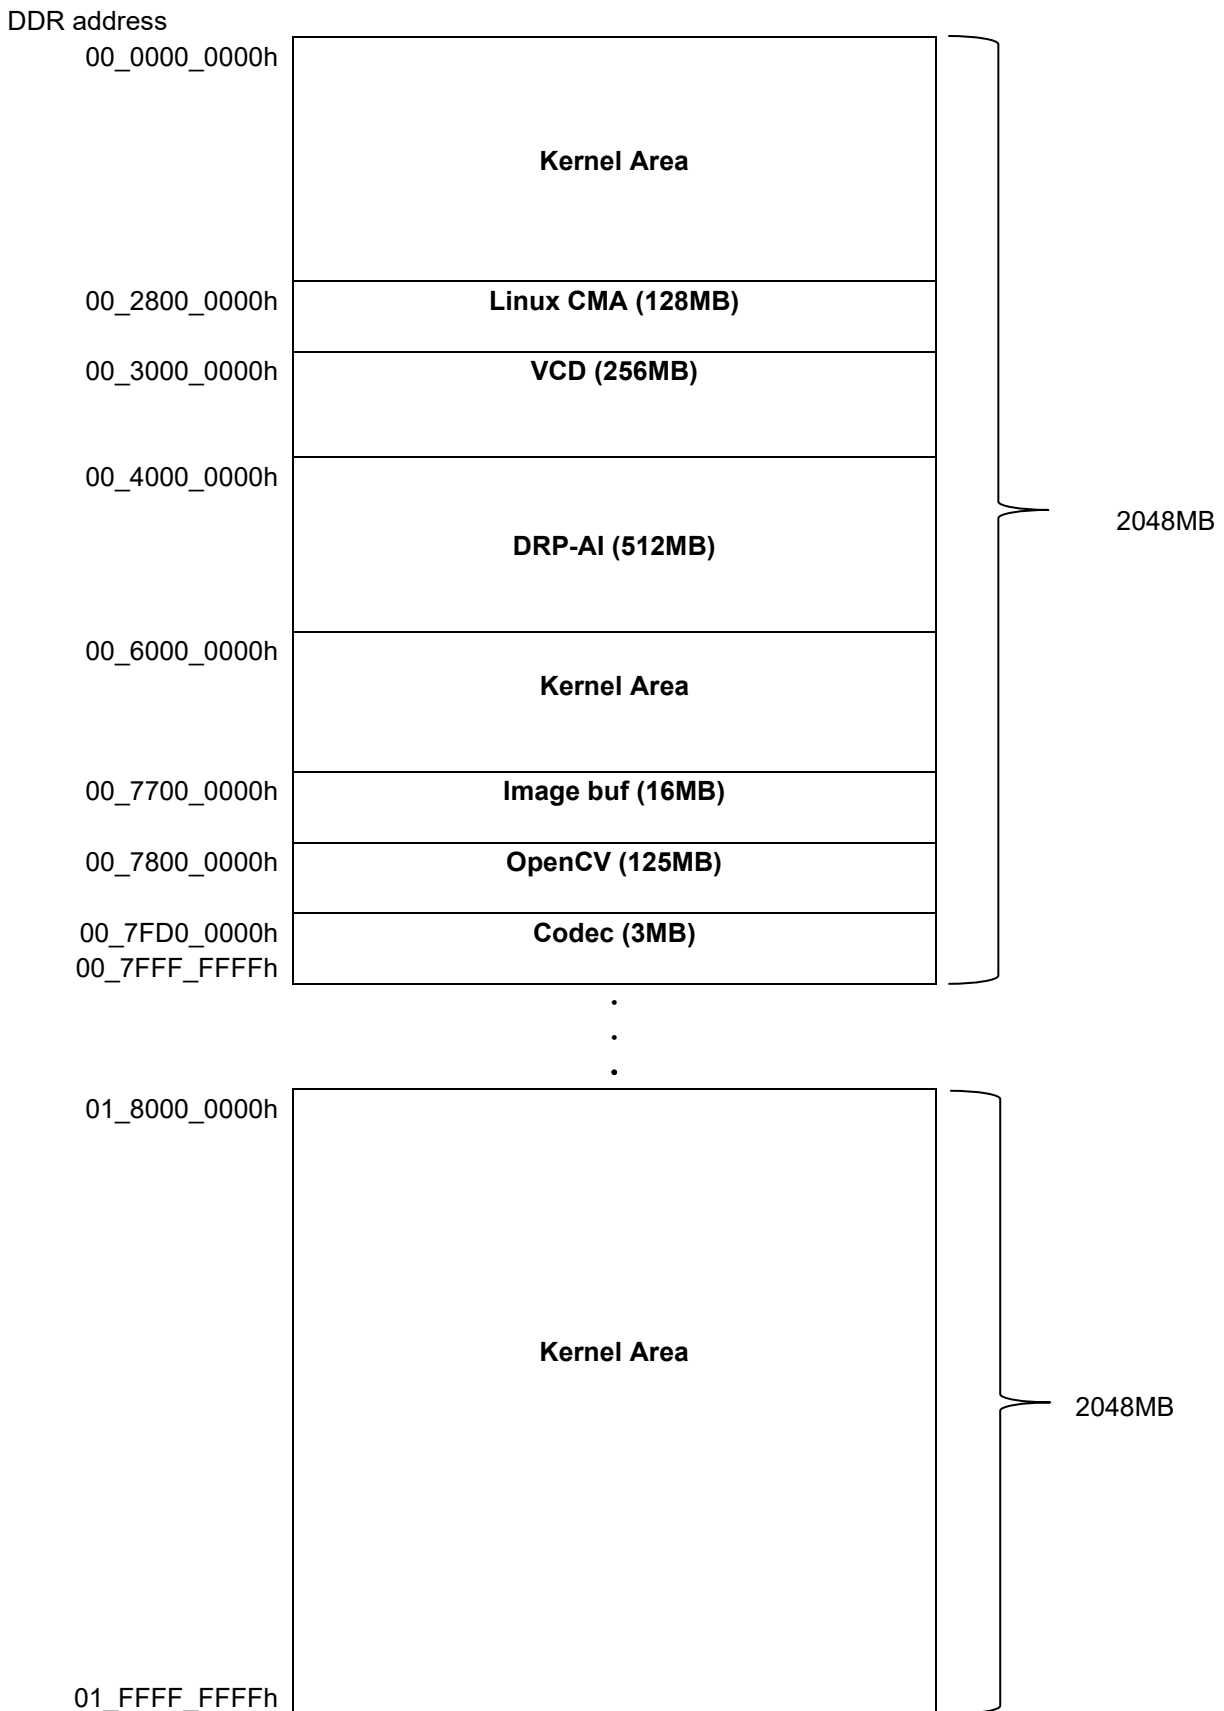 DDR address
00_0000_0000h
Kernel Area
00_2800_0000h
Linux CMA (128MB)
00_3000_0000h
VCD (256MB)
00_4000_0000h
2048MB
DRP-AI (512MB)
00_6000_0000h
Kernel Area
00_7700_0000h
Image buf (16MB)
00_7800_0000h
OpenCV (125MB)
00_7FD0_0000h
Codec (3MB)
00_7FFF_FFFFh
.
.
.
01_8000_0000h
Kernel Area
2048MB
01_FFFF_FFFFh